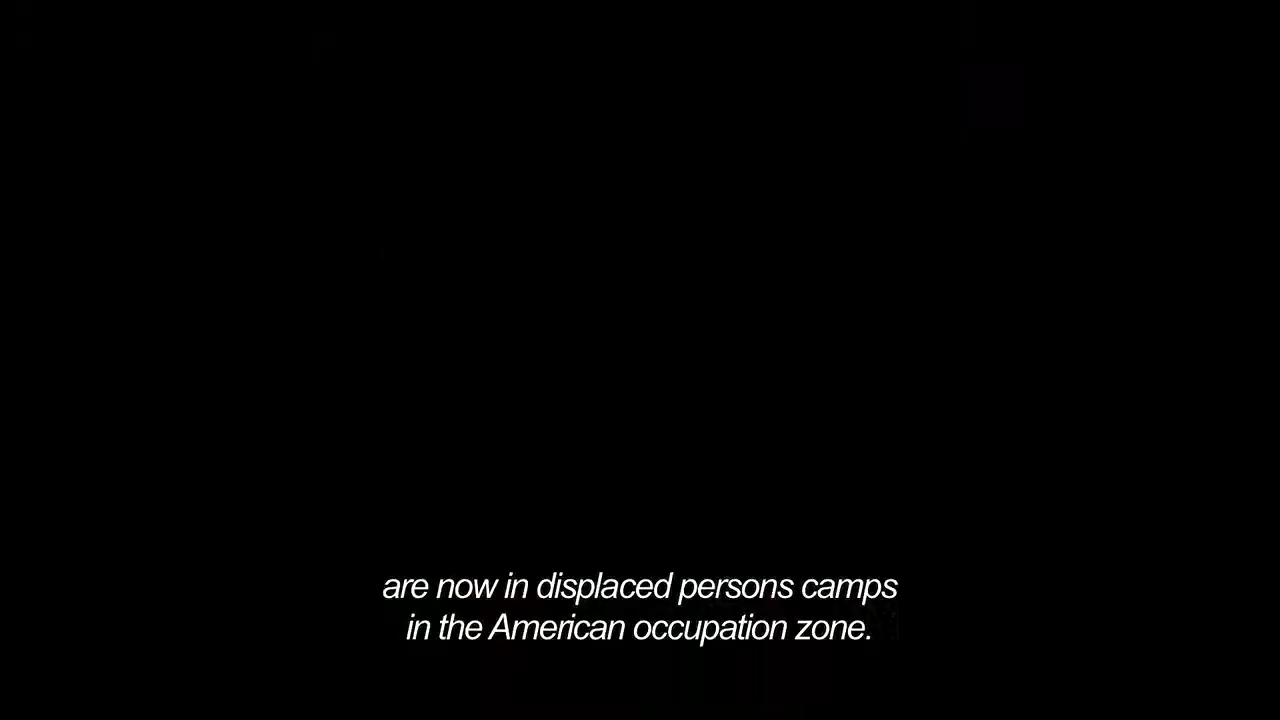 are now in displaced persons camps
in the American occupation zone.